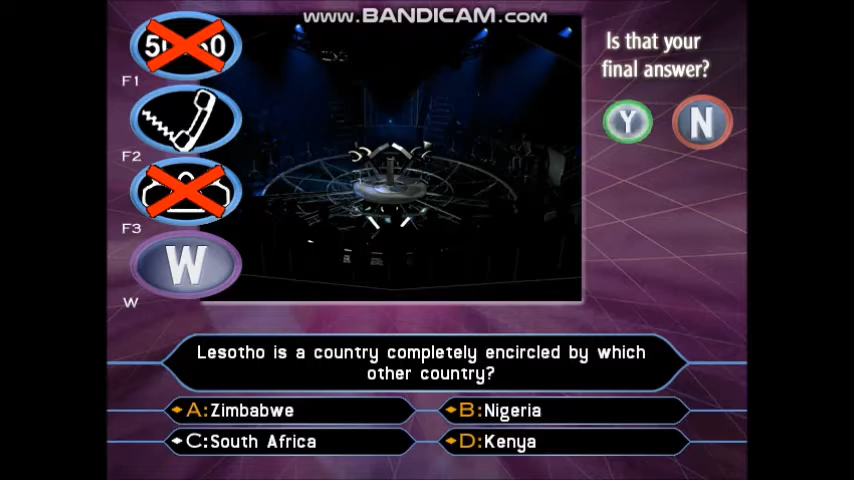 www.BANDICAM.com
Is that your
final answer?
Y
N
F1
F2
F3
W
W
Lesotho is a country completely encircled by which
other country?
A:Zimbabwe
B:Nigeria
C:South Africa
D:Kenya